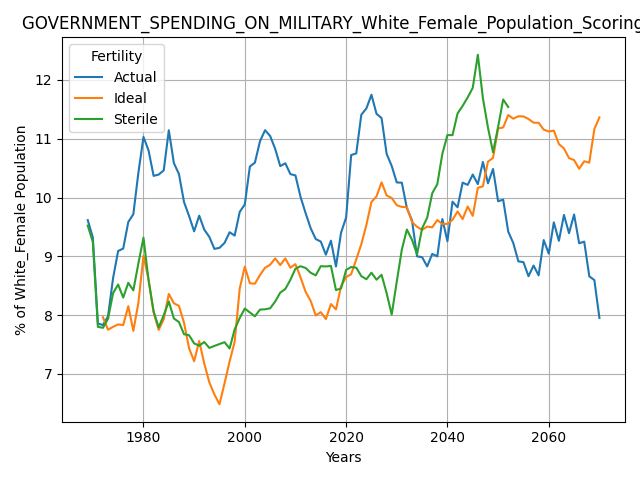 GOVERNMENT_SPENDING_ON_MILITARY_White_Female_Population_Scoring
Fertility
Actual
Ideal
Sterile
% of White_Female Population
12
11
10
9
8
7
1980 2000 2020 2040 2060
Years